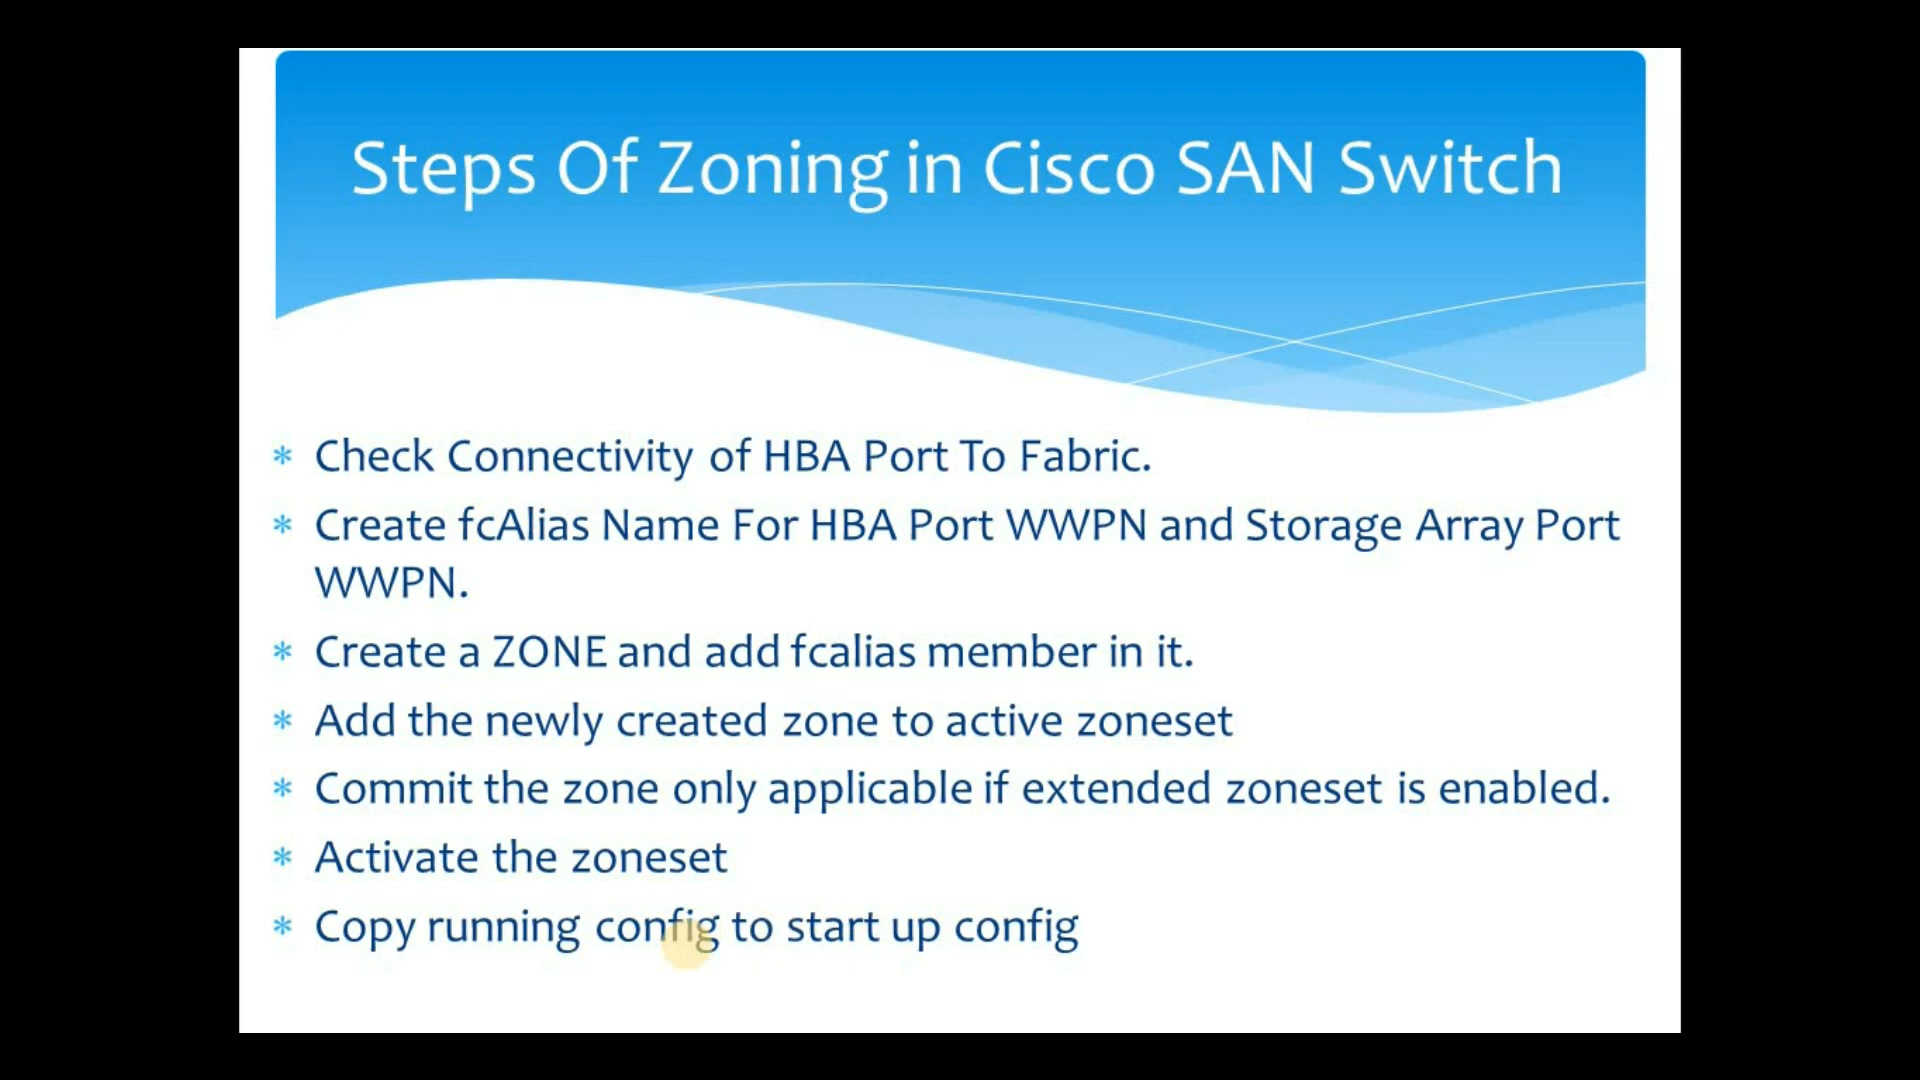 Steps Of Zoning in Cisco SAN Switch
* Check Connectivity of HBA Port To Fabric.
* Create fcAlias Name For HBA Port WWPN and Storage Array Port
WWPN.
* Create a ZONE and add fcalias member in it.
* Add the newly created zone to active zoneset
* Commit the zone only applicable if extended zoneset is enabled.
* Activate the zoneset
* Copy running config to start up config